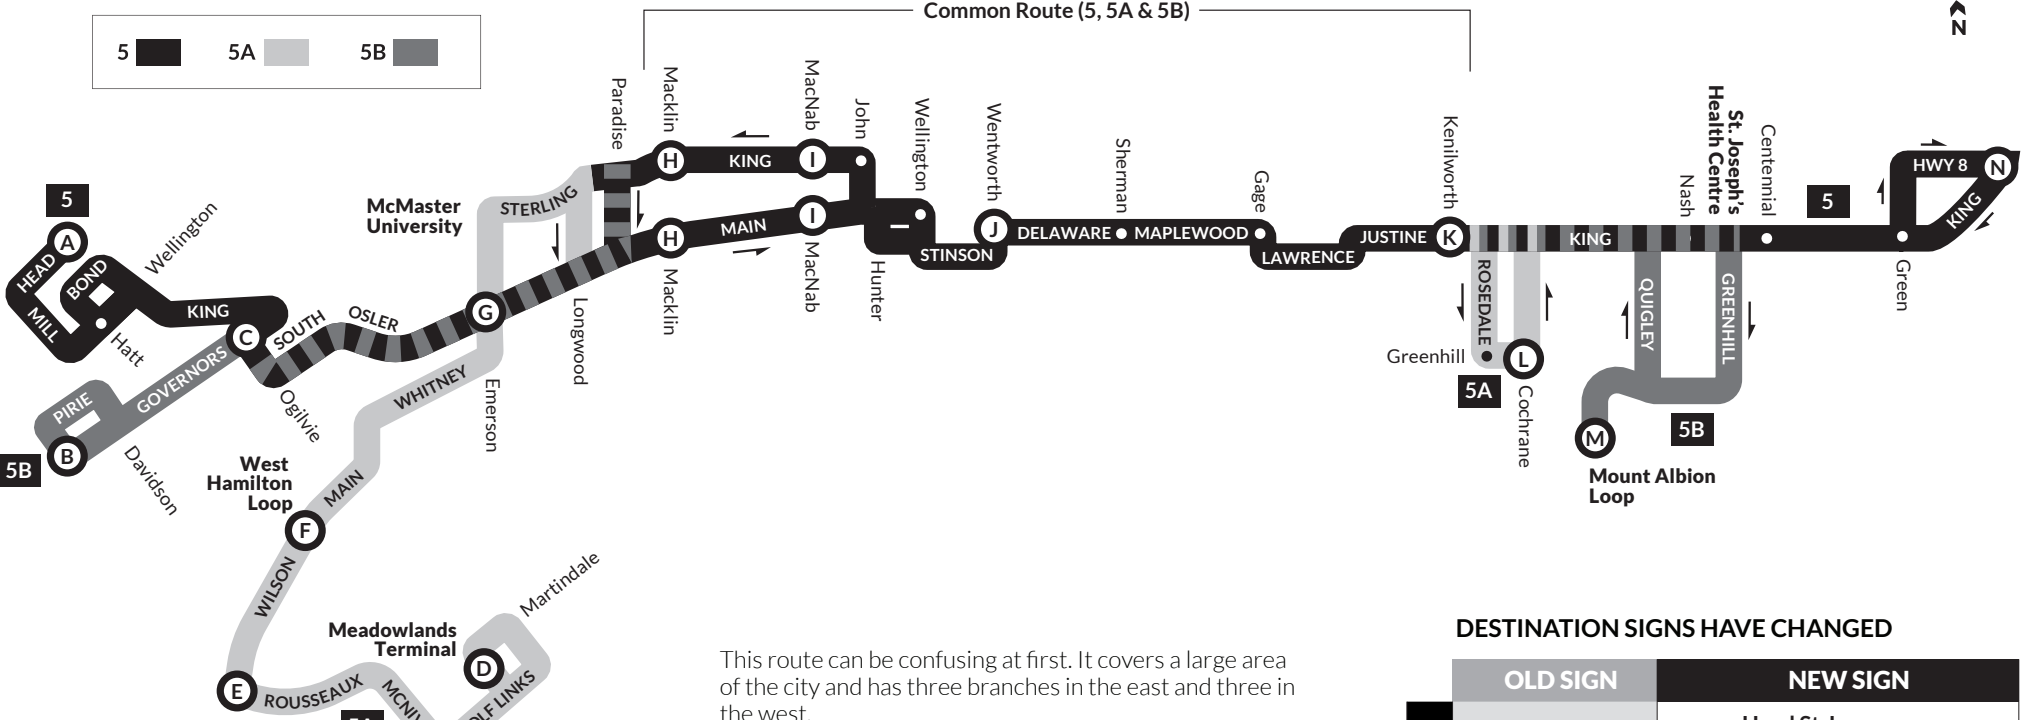 Common Route (5, 5A & 5B)
N
5
5A
5B
Paradise
Macklin
MacNab
John
Wellington
Wentworth
Sherman
Gage
Kenilworth
Nash
St. Joseph's
Health Centre
Centennial
H
KING
I
HWY 8
N
5
McMaster
University
STERLING
5
KING
A
Wellington
H
MAIN
I
J
DELAWARE
MAPLEWOOD
JUSTINE
K
KING
HEAD
BOND
STINSON
LAWRENCE
MILL
KING
Hatt
C
SOUTH
OSLER
G
Longwood
Macklin
MacNab
Hunter
Green
ROSEDALE
QUIGLEY
GREENHILL
Greenhill
L
5A
Cochrane
GOVERNORS
PIRIE
Ogilvie
WHITNEY
Emerson
B
5B
Davidson
M
5B
Mount Albion
Loop
West
Hamilton
Loop
MAIN
F
WILSON
Martindale
Meadowlands
Terminal
D
E
ROUSSEAUX
This route can be confusing at first. It covers a large area
of the city and has three branches in the east and three in
the west.
DESTINATION SIGNS HAVE CHANGED
OLD SIGN
NEW SIGN